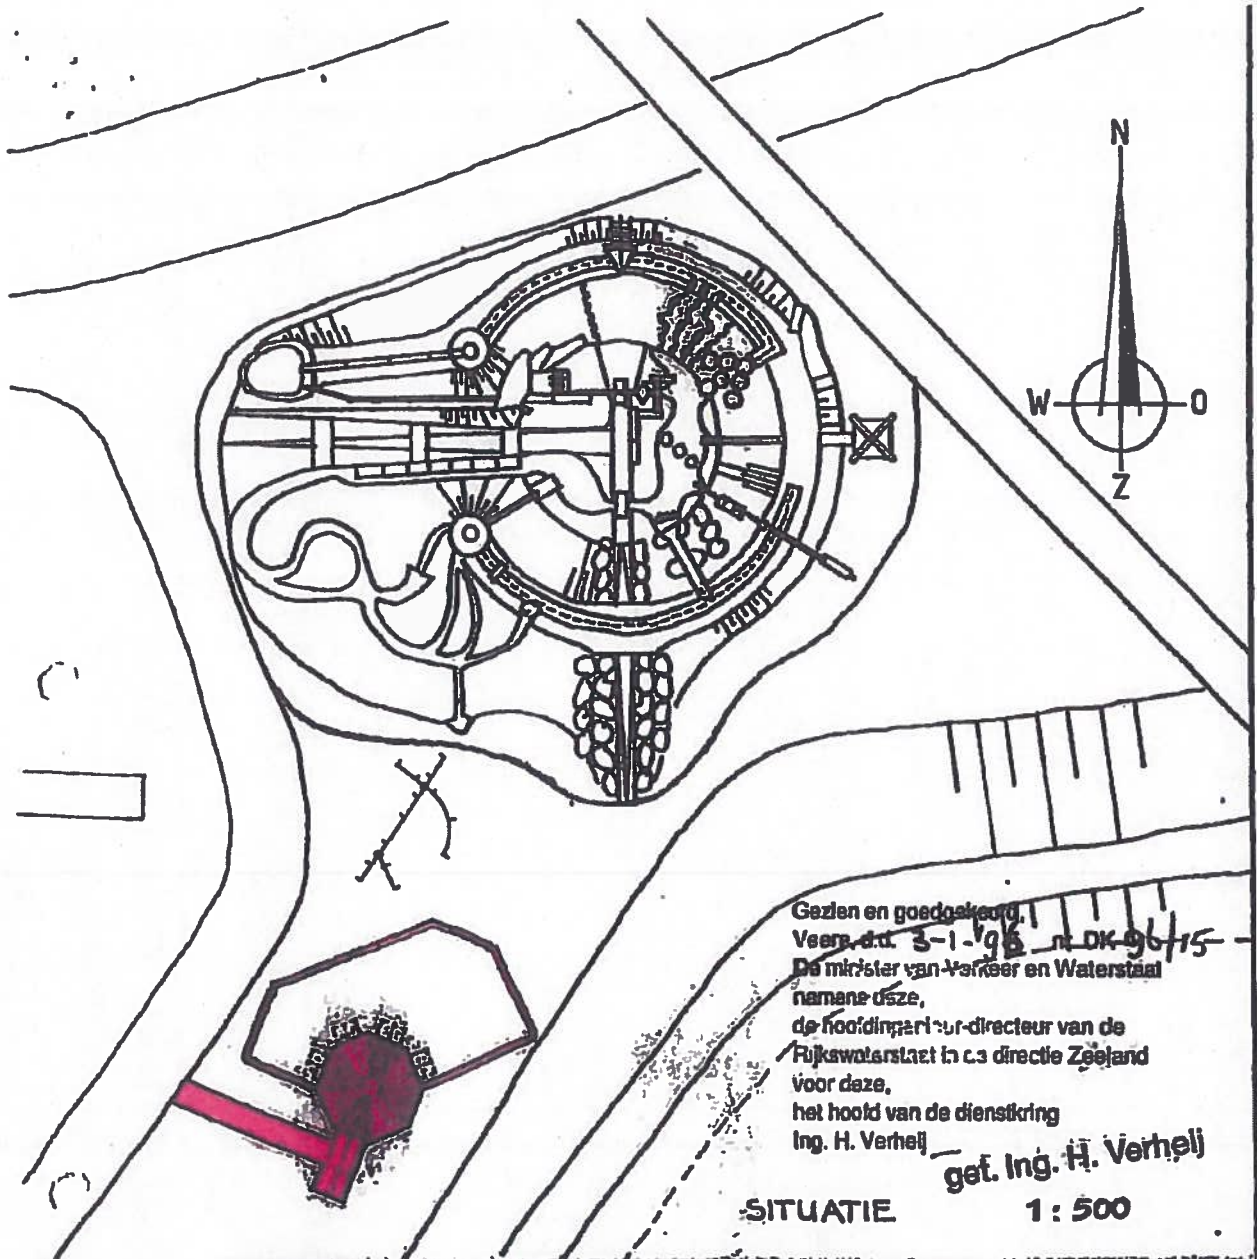 N
W O
Z
Gezien en goedgekeurd,
Veere, d.d. 3-1-'96 nr. DK 96/15
De minister van Verkeer en Waterstaat
namens deze,
de hoofdingenieur-directeur van de
Rijkswaterstaat in de directie Zeeland
voor deze,
het hoofd van de dienstkring
Ing. H. Verheij
get. Ing. H. Verheij
SITUATIE 1 : 500